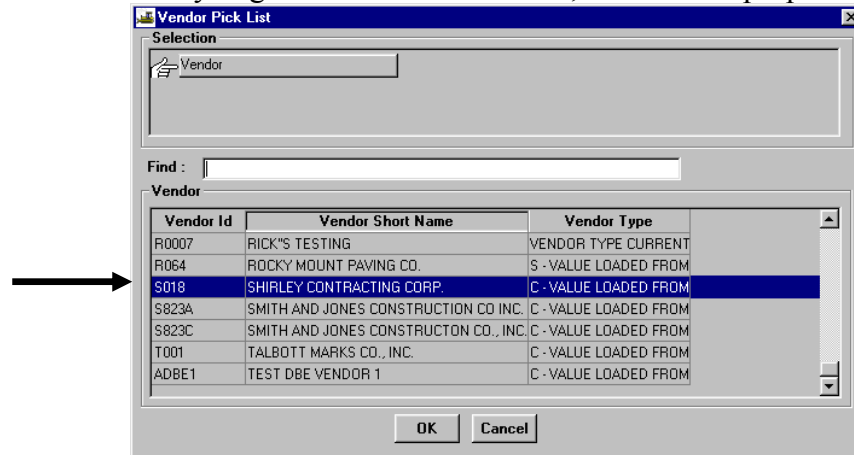 Vendor Pick List
Selection
Vendor
Find :
Vendor
Vendor Id Vendor Short Name Vendor Type
R0007 RICK"S TESTING VENDOR TYPE CURRENT
R064 ROCKY MOUNT PAVING CO. S - VALUE LOADED FROM
S018 SHIRLEY CONTRACTING CORP. C - VALUE LOADED FROM
S823A SMITH AND JONES CONSTRUCTION CO INC. C - VALUE LOADED FROM
S823C SMITH AND JONES CONSTRUCTON CO., INC. C - VALUE LOADED FROM
T001 TALBOTT MARKS CO., INC. C - VALUE LOADED FROM
ADBE1 TEST DBE VENDOR 1 C - VALUE LOADED FROM
OK Cancel